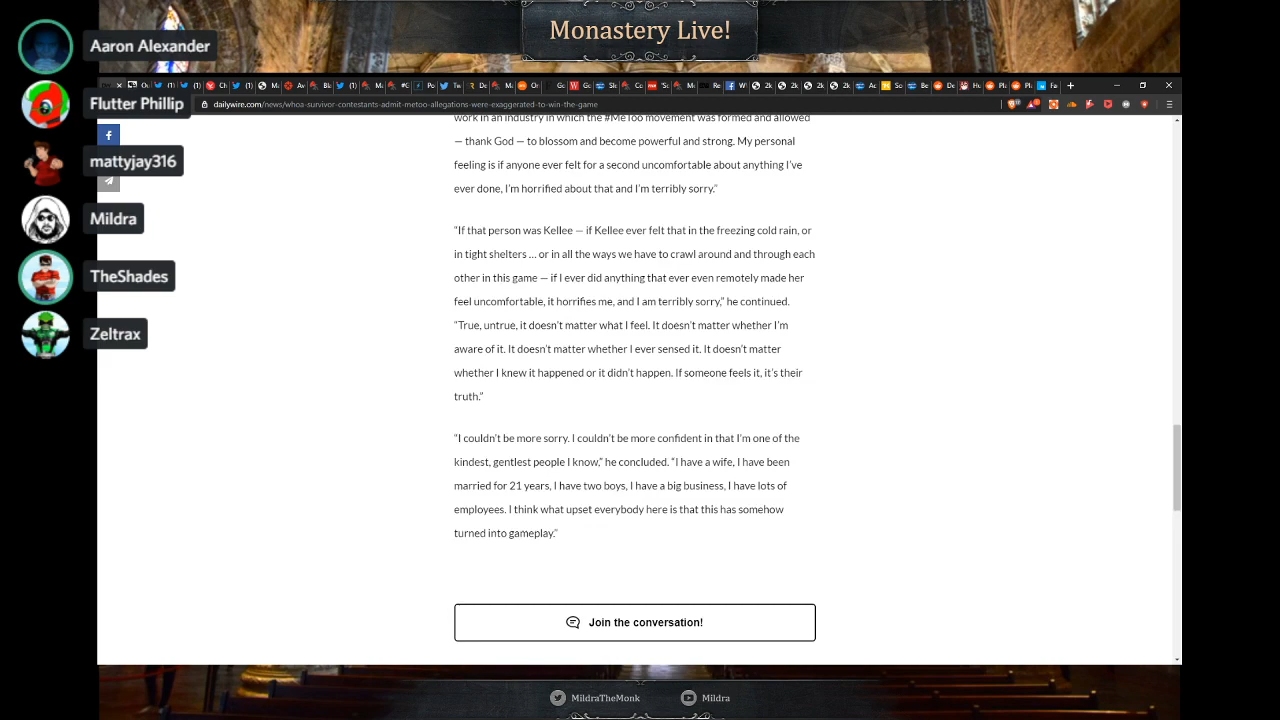 Monastery Live!
Aaron Alexander
Flutter Phillip
mattyjay316
Mildra
TheShades
Zeltrax
dailywire.com/news/whoa-survivor-contestants-admit-metoo-allegations-were-exaggerated-to-win-the-game
work in an industry in which the #MeToo movement was formed and allowed
— thank God — to blossom and become powerful and strong. My personal
feeling is if anyone ever felt for a second uncomfortable about anything I've
ever done, I'm horrified about that and I'm terribly sorry."
"If that person was Kellee — if Kellee ever felt that in the freezing cold rain, or
in tight shelters … or in all the ways we have to crawl around and through each
other in this game — if I ever did anything that ever even remotely made her
feel uncomfortable, it horrifies me, and I am terribly sorry," he continued.
"True, untrue, it doesn't matter what I feel. It doesn't matter whether I'm
aware of it. It doesn't matter whether I ever sensed it. It doesn't matter
whether I knew it happened or it didn't happen. If someone feels it, it's their
truth."
"I couldn't be more sorry. I couldn't be more confident in that I'm one of the
kindest, gentlest people I know," he concluded. "I have a wife, I have been
married for 21 years, I have two boys, I have a big business, I have lots of
employees. I think what upset everybody here is that this has somehow
turned into gameplay."
Join the conversation!
MildraTheMonk
Mildra